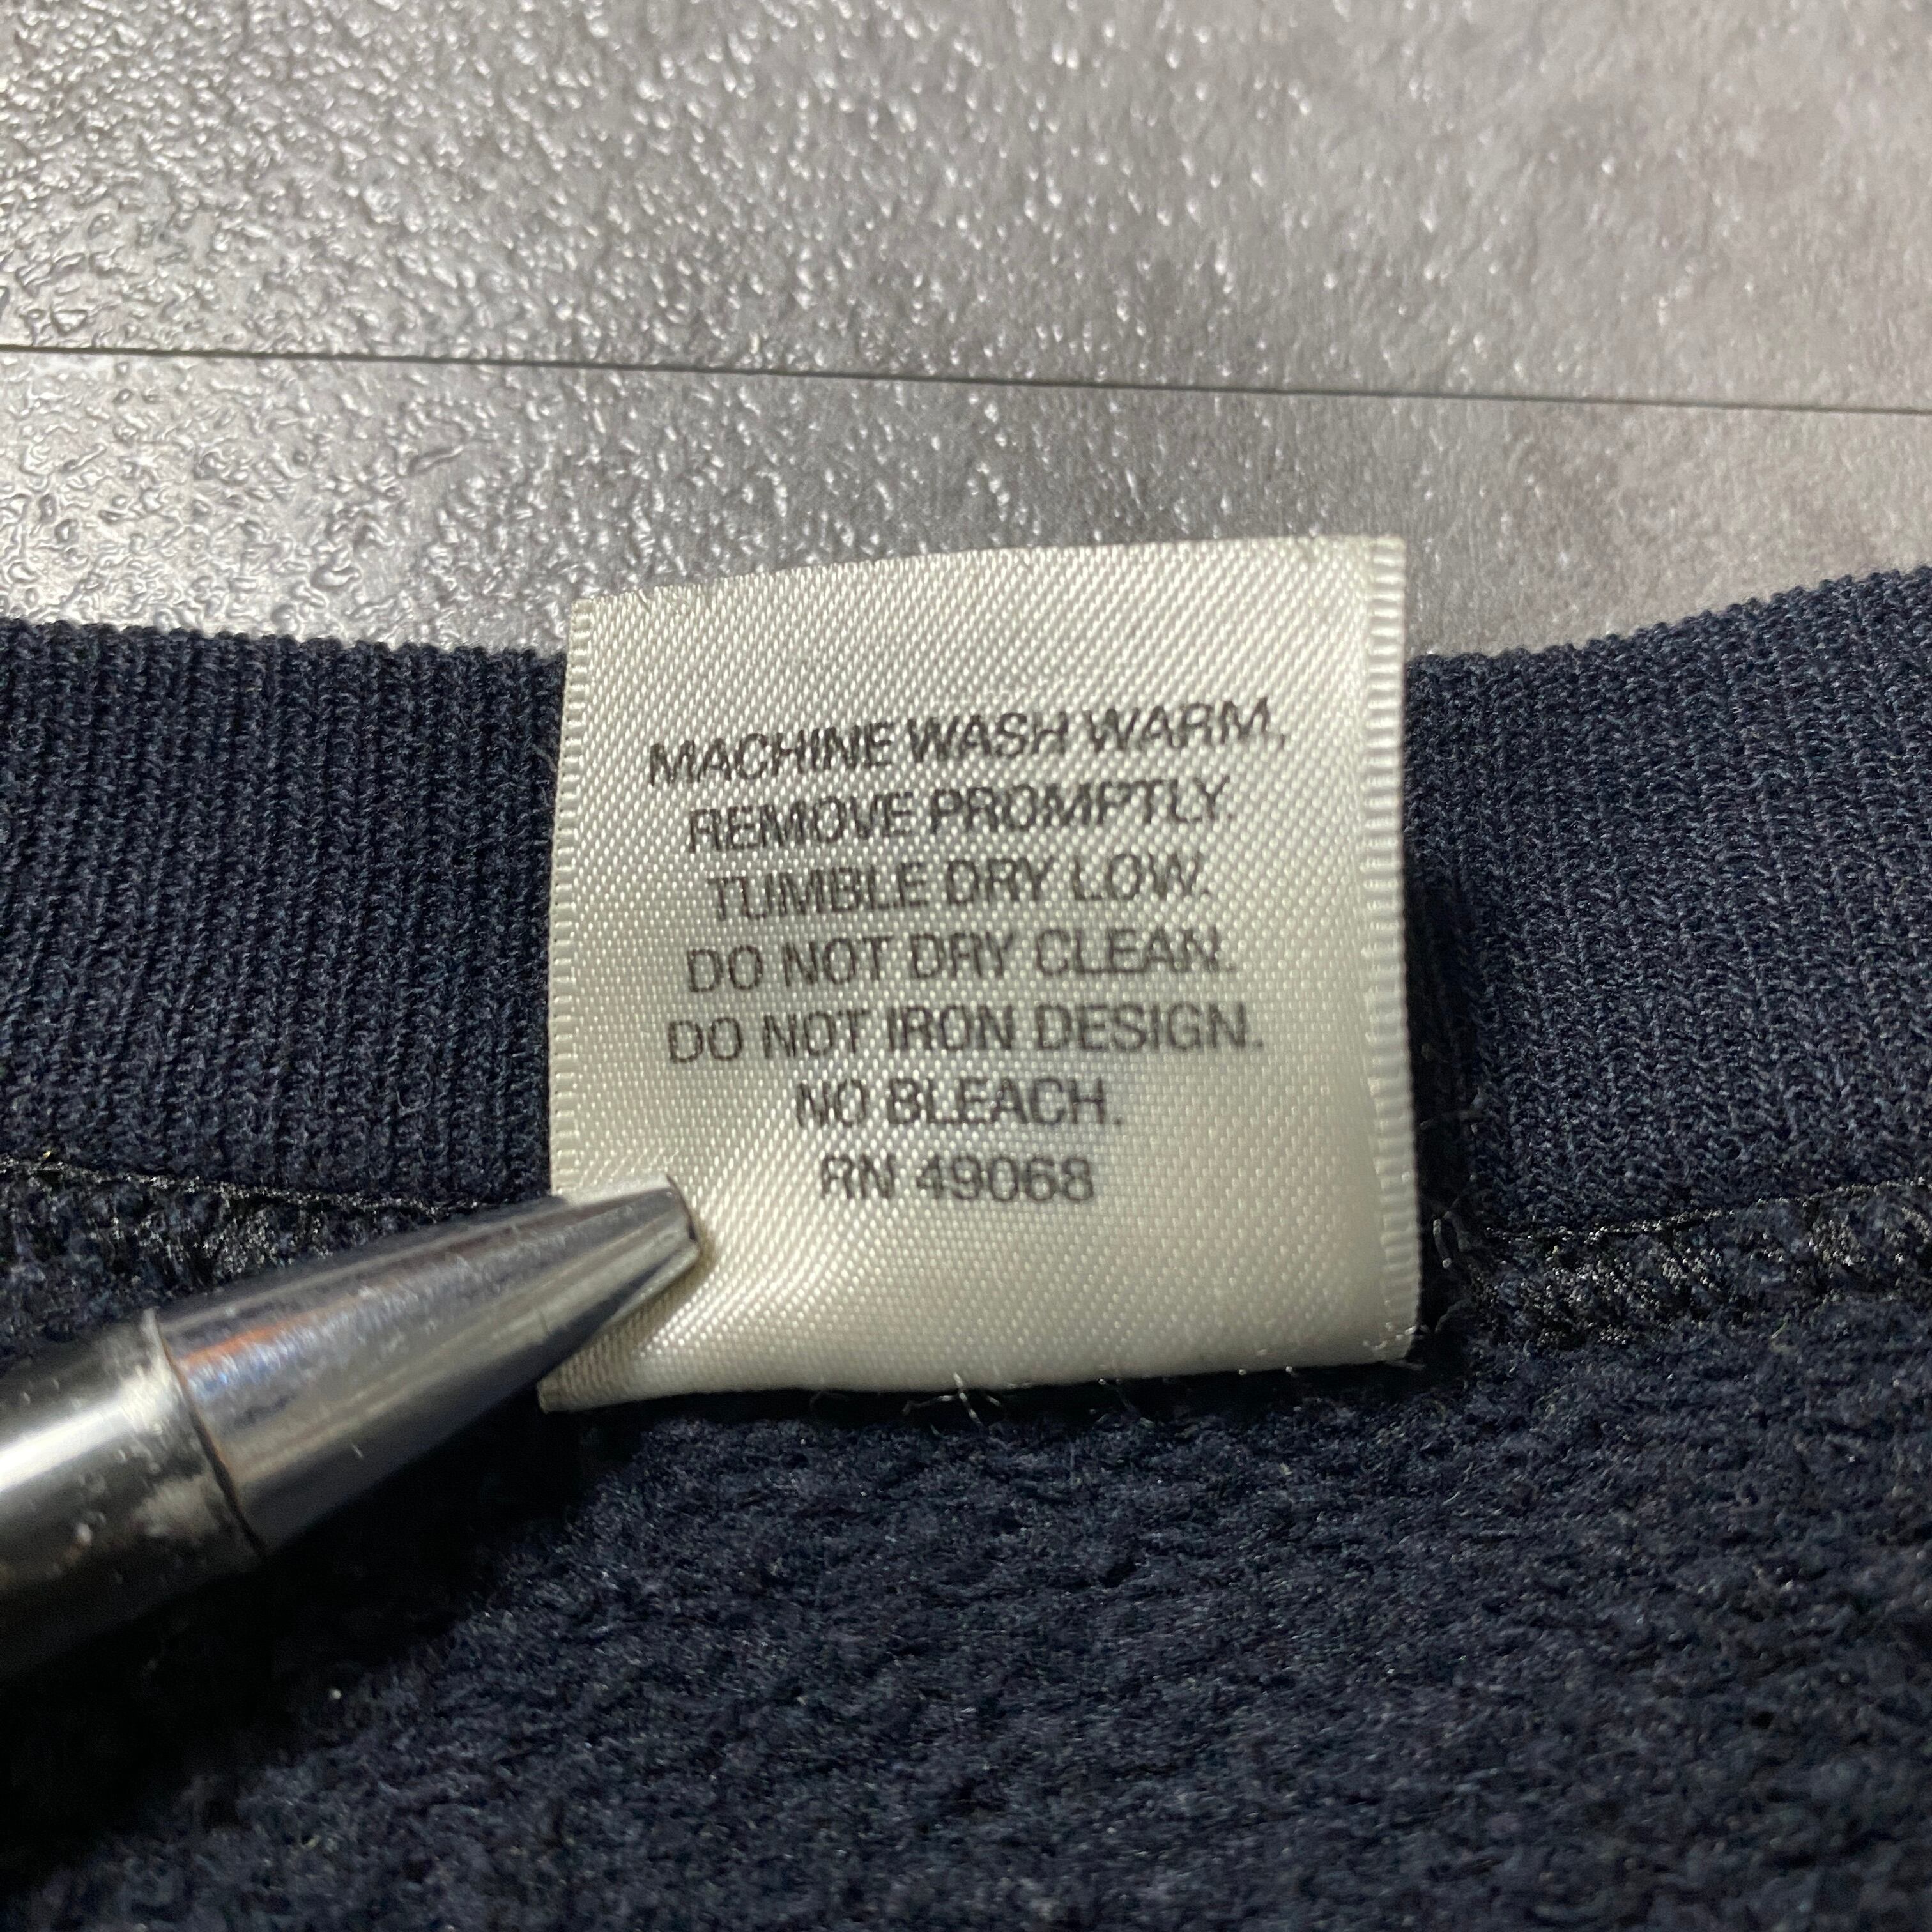 MACHINE WASH WARM,
REMOVE PROMPTLY.
TUMBLE DRY LOW.
DO NOT DRY CLEAN.
DO NOT IRON DESIGN.
NO BLEACH.
RN 49068